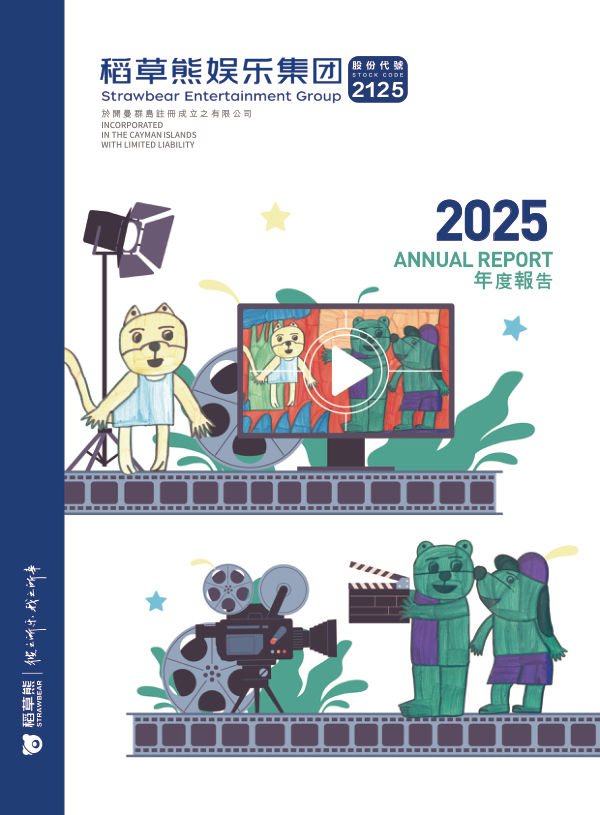 稻草熊娱乐集团
Strawbear Entertainment Group
股份代號
STOCK CODE
2125
於開曼群島註冊成立之有限公司
INCORPORATED
IN THE CAYMAN ISLANDS
WITH LIMITED LIABILITY
2025
ANNUAL REPORT
年度報告
稻草熊
STRAWBEAR